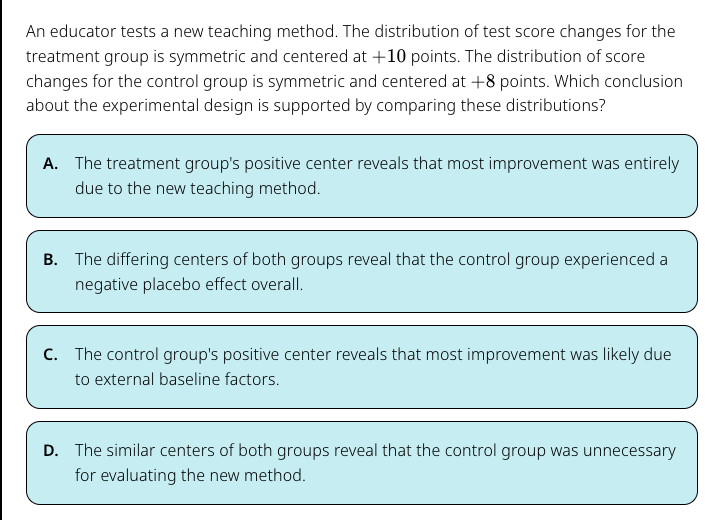 An educator tests a new teaching method. The distribution of test score changes for the
treatment group is symmetric and centered at +10 points. The distribution of score
changes for the control group is symmetric and centered at +8 points. Which conclusion
about the experimental design is supported by comparing these distributions?
A. The treatment group's positive center reveals that most improvement was entirely
due to the new teaching method.
B. The differing centers of both groups reveal that the control group experienced a
negative placebo effect overall.
C. The control group's positive center reveals that most improvement was likely due
to external baseline factors.
D. The similar centers of both groups reveal that the control group was unnecessary
for evaluating the new method.